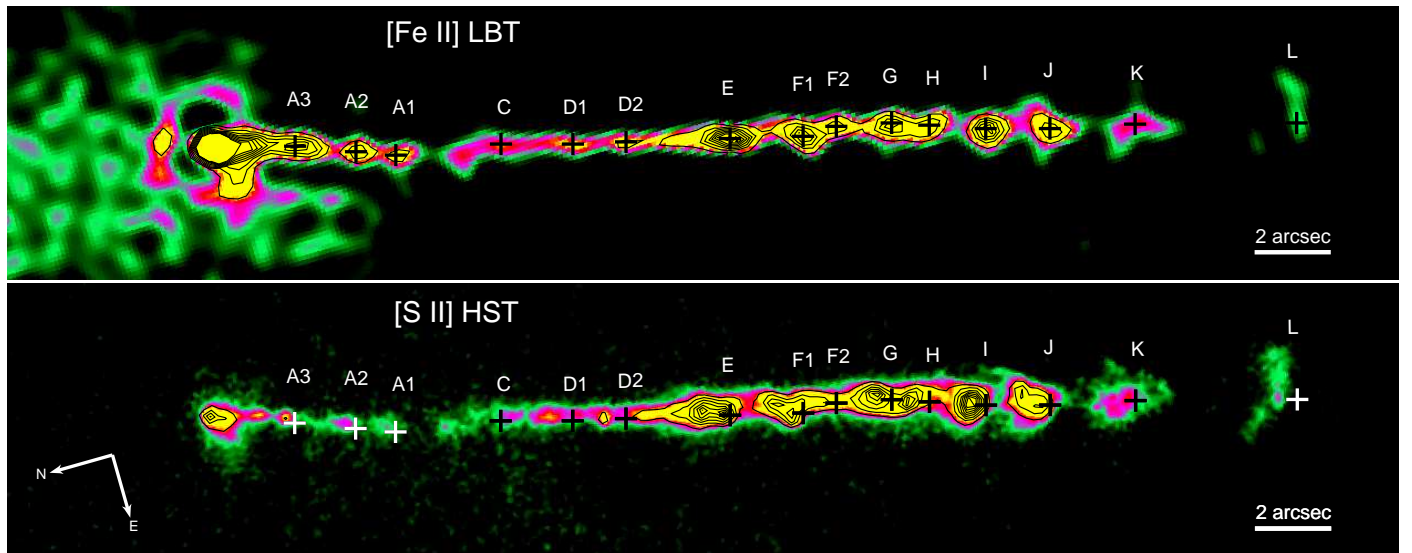 [Fe II] LBT
A3
A2
A1
C
D1
D2
E
F1
F2
G
H
I
J
K
L
2 arcsec
[S II] HST
A3
A2
A1
C
D1
D2
E
F1
F2
G
H
I
J
K
L
N
E
2 arcsec